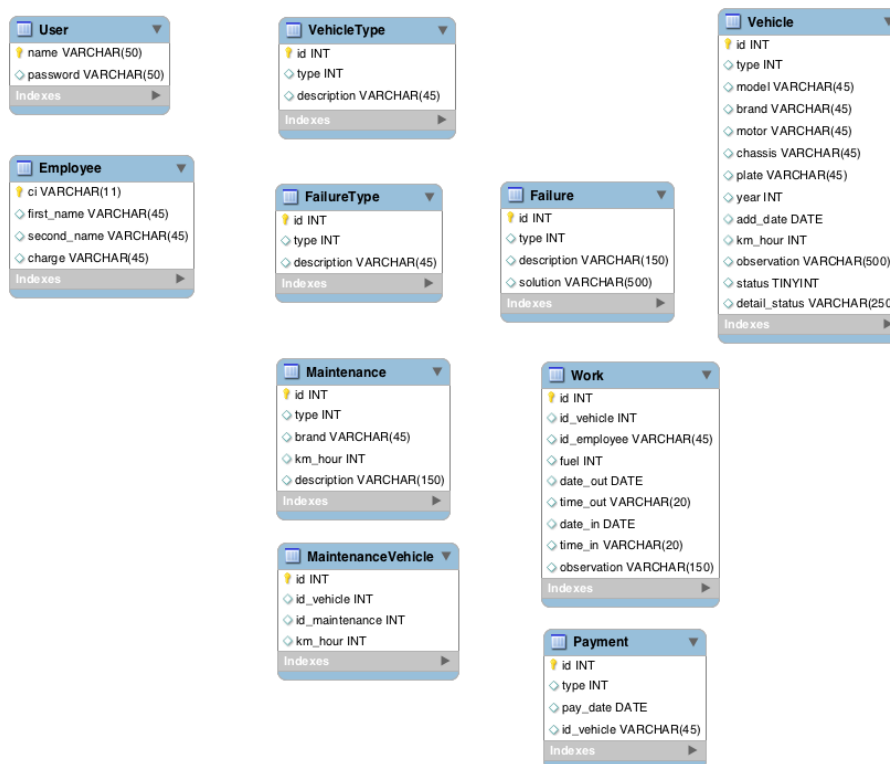 User
name VARCHAR(50)
password VARCHAR(50)
Indexes
Employee
ci VARCHAR(11)
first_name VARCHAR(45)
second_name VARCHAR(45)
charge VARCHAR(45)
Indexes
VehicleType
id INT
type INT
description VARCHAR(45)
Indexes
FailureType
id INT
type INT
description VARCHAR(45)
Indexes
Failure
id INT
type INT
description VARCHAR(150)
solution VARCHAR(500)
Indexes
Vehicle
id INT
type INT
model VARCHAR(45)
brand VARCHAR(45)
motor VARCHAR(45)
chassis VARCHAR(45)
plate VARCHAR(45)
year INT
add_date DATE
km_hour INT
observation VARCHAR(500)
status TINYINT
detail_status VARCHAR(250
Indexes
Maintenance
id INT
type INT
brand VARCHAR(45)
km_hour INT
description VARCHAR(150)
Indexes
MaintenanceVehicle
id INT
id_vehicle INT
id_maintenance INT
km_hour INT
Indexes
Work
id INT
id_vehicle INT
id_employee VARCHAR(45)
fuel INT
date_out DATE
time_out VARCHAR(20)
date_in DATE
time_in VARCHAR(20)
observation VARCHAR(150)
Indexes
Payment
id INT
type INT
pay_date DATE
id_vehicle VARCHAR(45)
Indexes